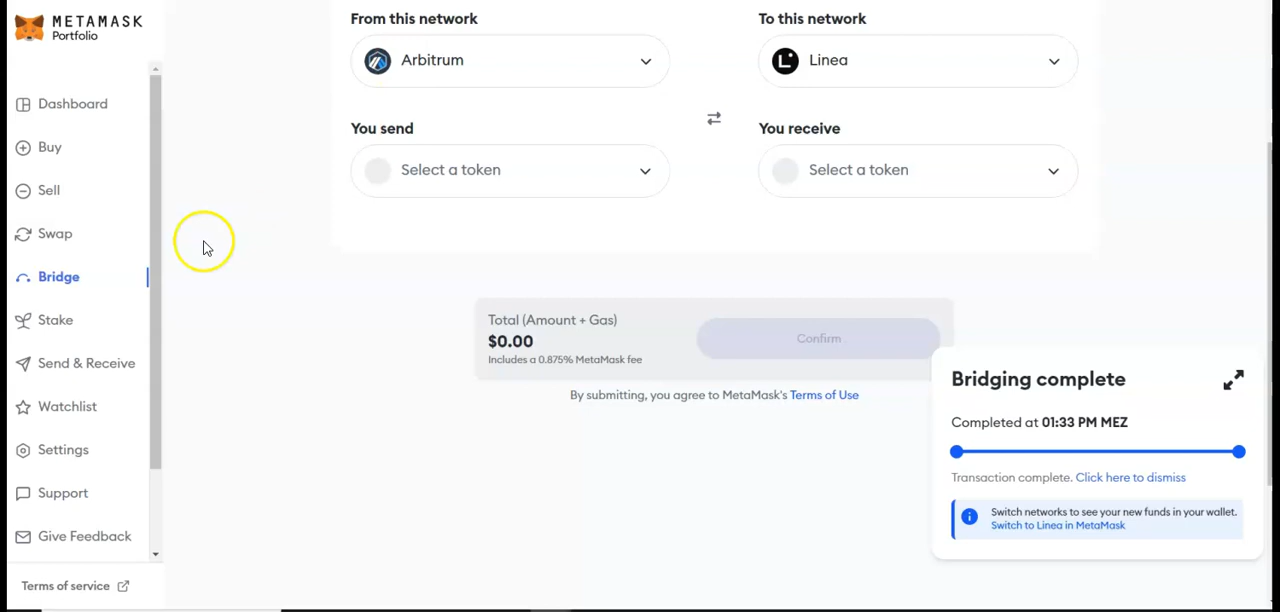 METAMASK
Portfolio
Dashboard
Buy
Sell
Swap
Bridge
Stake
Send & Receive
Watchlist
Settings
Support
Give Feedback
Terms of service
From this network
To this network
Arbitrum
Linea
You send
You receive
Select a token
Select a token
Total (Amount + Gas)
$0.00
Includes a 0.875% MetaMask fee
Confirm
By submitting, you agree to MetaMask's Terms of Use
Bridging complete
Completed at 01:33 PM MEZ
Transaction complete. Click here to dismiss
Switch networks to see your new funds in your wallet.
Switch to Linea in MetaMask